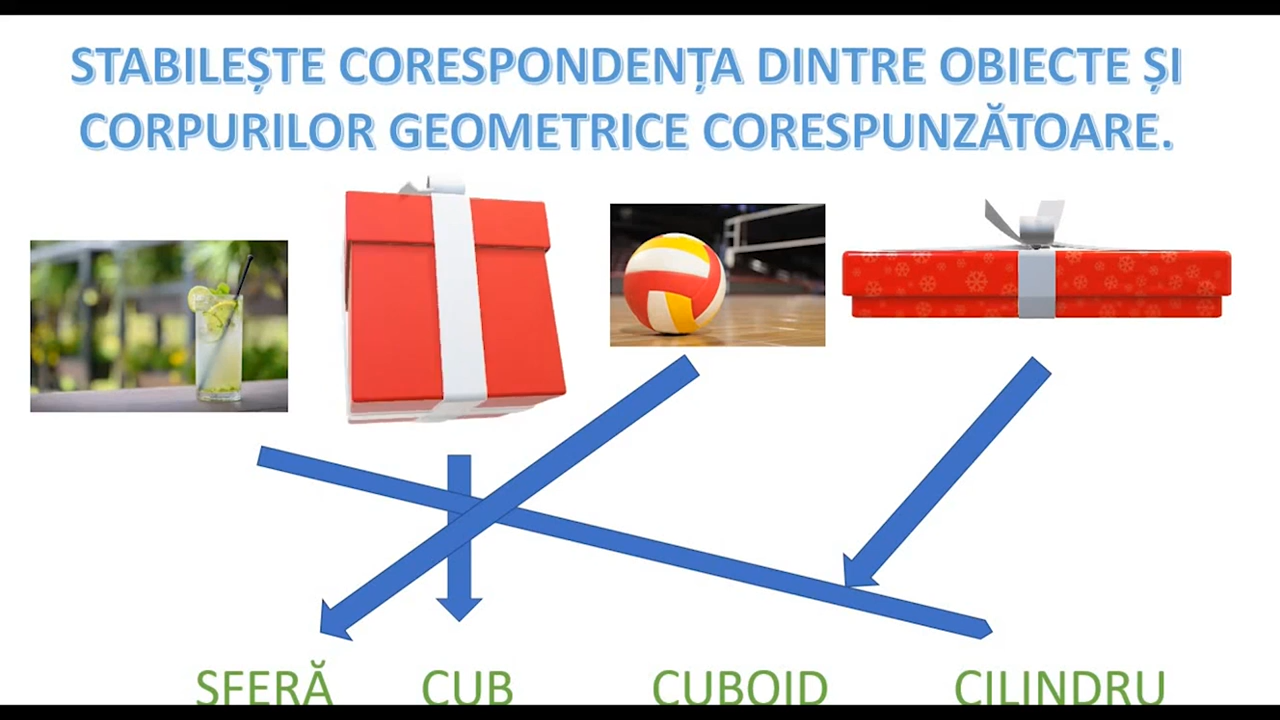 STABILEȘTE CORESPONDENȚA DINTRE OBIECTE ȘI
CORPURILOR GEOMETRICE CORESPUNZĂTOARE.
SFERĂ CUB CUBOID CILINDRU